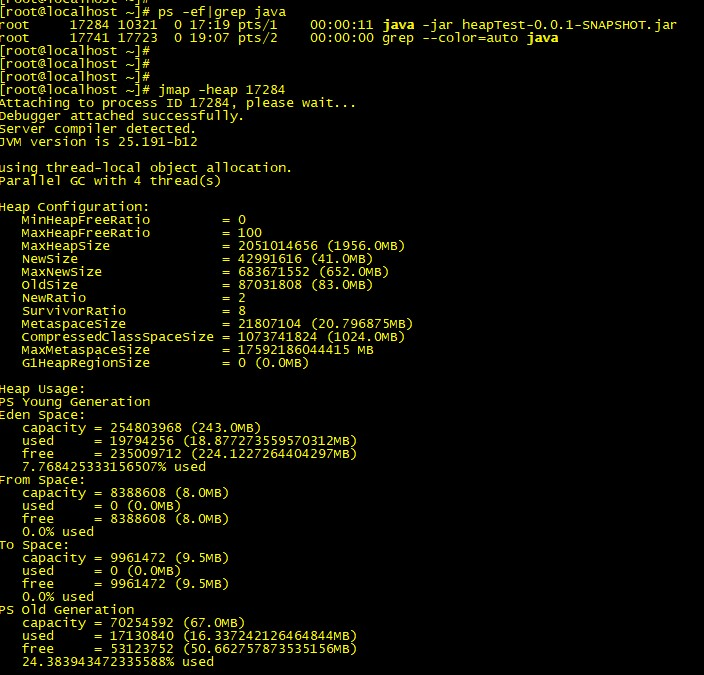 [root@localhost ~]# ps -ef|grep java
root     17284 10321  0 17:19 pts/1    00:00:11 java -jar heapTest-0.0.1-SNAPSHOT.jar
root     17741 17723  0 19:07 pts/2    00:00:00 grep --color=auto java
[root@localhost ~]#
[root@localhost ~]#
[root@localhost ~]#
[root@localhost ~]# jmap -heap 17284
Attaching to process ID 17284, please wait...
Debugger attached successfully.
Server compiler detected.
JVM version is 25.191-b12
using thread-local object allocation.
Parallel GC with 4 thread(s)
Heap Configuration:
MinHeapFreeRatio         = 0
MaxHeapFreeRatio         = 100
MaxHeapSize              = 2051014656 (1956.0MB)
NewSize                  = 42991616 (41.0MB)
MaxNewSize               = 683671552 (652.0MB)
OldSize                  = 87031808 (83.0MB)
NewRatio                 = 2
SurvivorRatio            = 8
MetaspaceSize            = 21807104 (20.796875MB)
CompressedClassSpaceSize = 1073741824 (1024.0MB)
MaxMetaspaceSize         = 17592186044415 MB
G1HeapRegionSize         = 0 (0.0MB)
Heap Usage:
PS Young Generation
Eden Space:
capacity = 254803968 (243.0MB)
used     = 19794256 (18.877273559570312MB)
free     = 235009712 (224.1227264404297MB)
7.768425333156507% used
From Space:
capacity = 8388608 (8.0MB)
used     = 0 (0.0MB)
free     = 8388608 (8.0MB)
0.0% used
To Space:
capacity = 9961472 (9.5MB)
used     = 0 (0.0MB)
free     = 9961472 (9.5MB)
0.0% used
PS Old Generation
capacity = 70254592 (67.0MB)
used     = 17130840 (16.337242126464844MB)
free     = 53123752 (50.662757873535156MB)
24.383943472335588% used